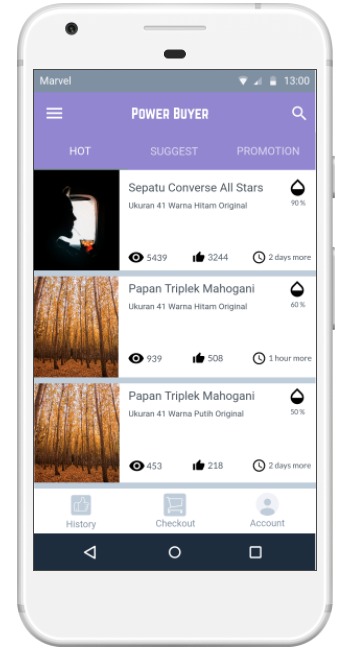 Marvel 13:00
POWER BUYER
HOT SUGGEST PROMOTION
Sepatu Converse All Stars
Ukuran 41 Warna Hitam Original
90 %
5439 3244 2 days more
Papan Triplek Mahogani
Ukuran 41 Warna Hitam Original
60 %
939 508 1 hour more
Papan Triplek Mahogani
Ukuran 41 Warna Putih Original
50 %
453 218 2 days more
History Checkout Account